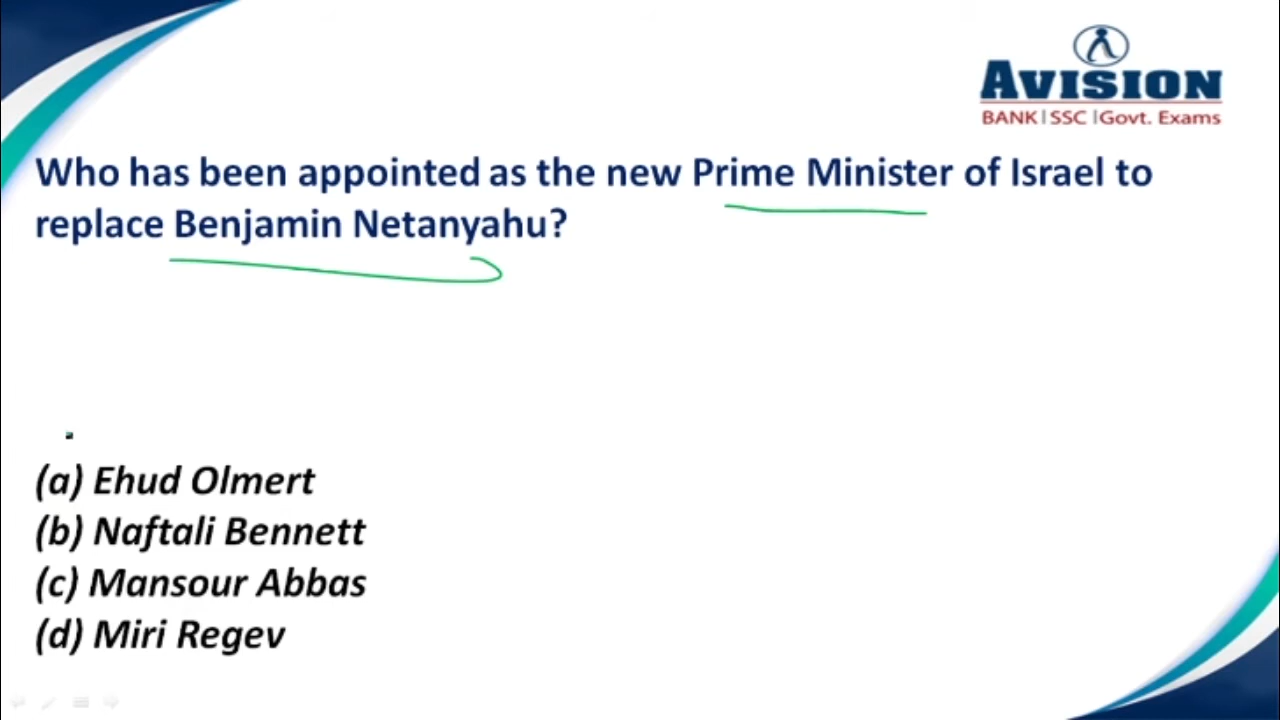 AVISION
BANK | SSC | Govt. Exams
Who has been appointed as the new Prime Minister of Israel to
replace Benjamin Netanyahu?
(a) Ehud Olmert
(b) Naftali Bennett
(c) Mansour Abbas
(d) Miri Regev